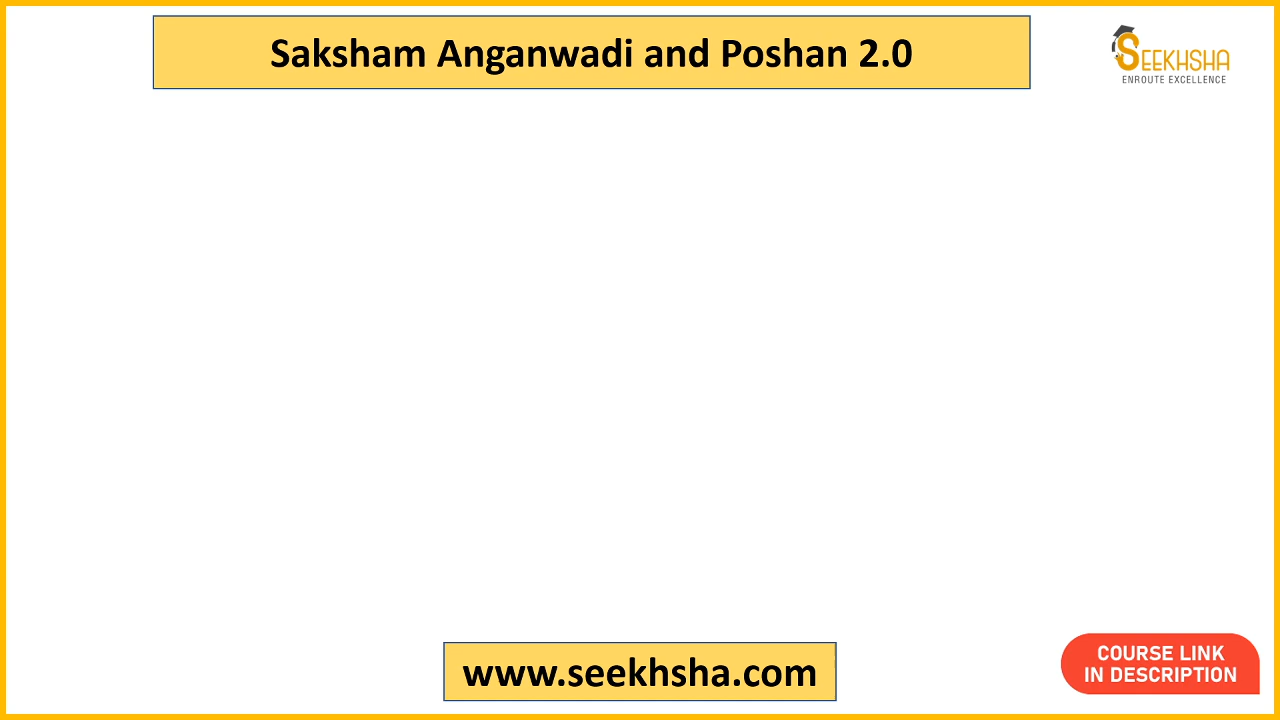 Saksham Anganwadi and Poshan 2.0
SEEKHSHA
ENROUTE EXCELLENCE
www.seekhsha.com
COURSE LINK
IN DESCRIPTION